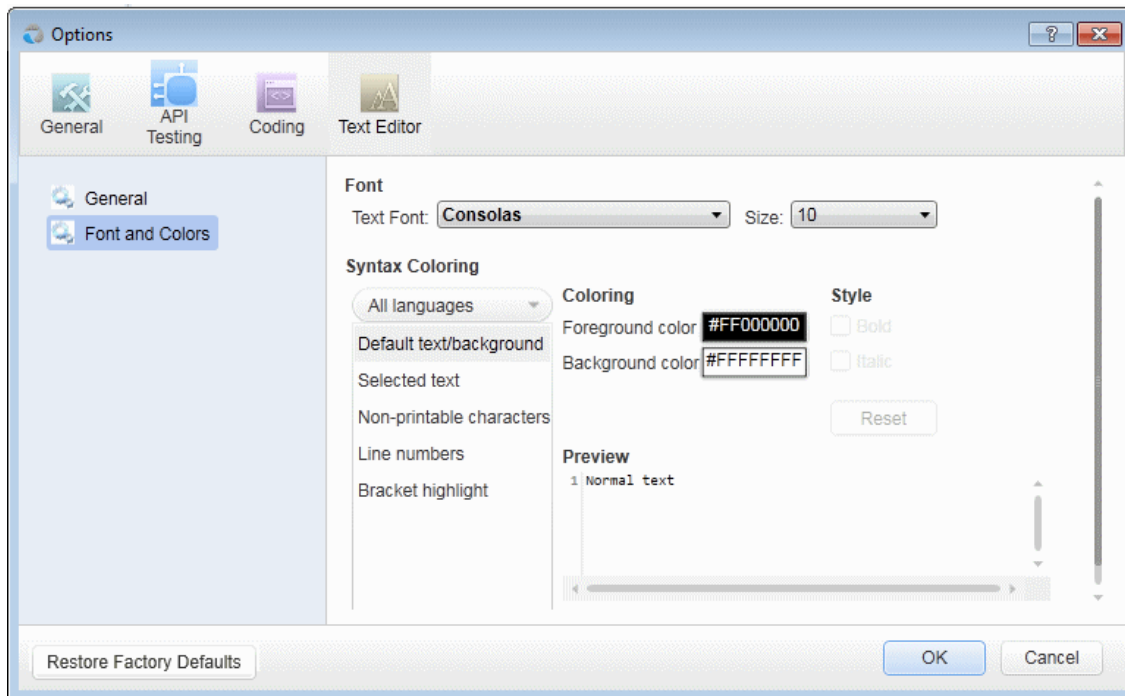 Options
General
API
Testing
Coding
Text Editor
General
Font and Colors
Font
Text Font: Consolas Size: 10
Syntax Coloring
All languages
Default text/background
Selected text
Non-printable characters
Line numbers
Bracket highlight
Coloring
Foreground color #FF000000
Background color #FFFFFFFF
Style
Bold
Italic
Reset
Preview
1 Normal text
Restore Factory Defaults
OK
Cancel